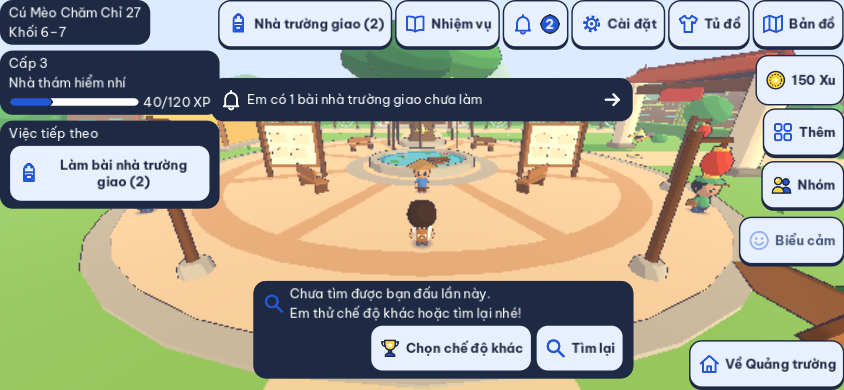 Cú Mèo Chăm Chỉ 27
Khối 6-7
Nhà trường giao (2)
Nhiệm vụ
2
Cài đặt
Tủ đồ
Bản đồ
Cấp 3
Nhà thám hiểm nhí
40/120 XP
Em có 1 bài nhà trường giao chưa làm
150 Xu
Việc tiếp theo
Làm bài nhà trường
giao (2)
Thêm
Nhóm
Biểu cảm
Chưa tìm được bạn đấu lần này.
Em thử chế độ khác hoặc tìm lại nhé!
Chọn chế độ khác
Tìm lại
Về Quảng trường